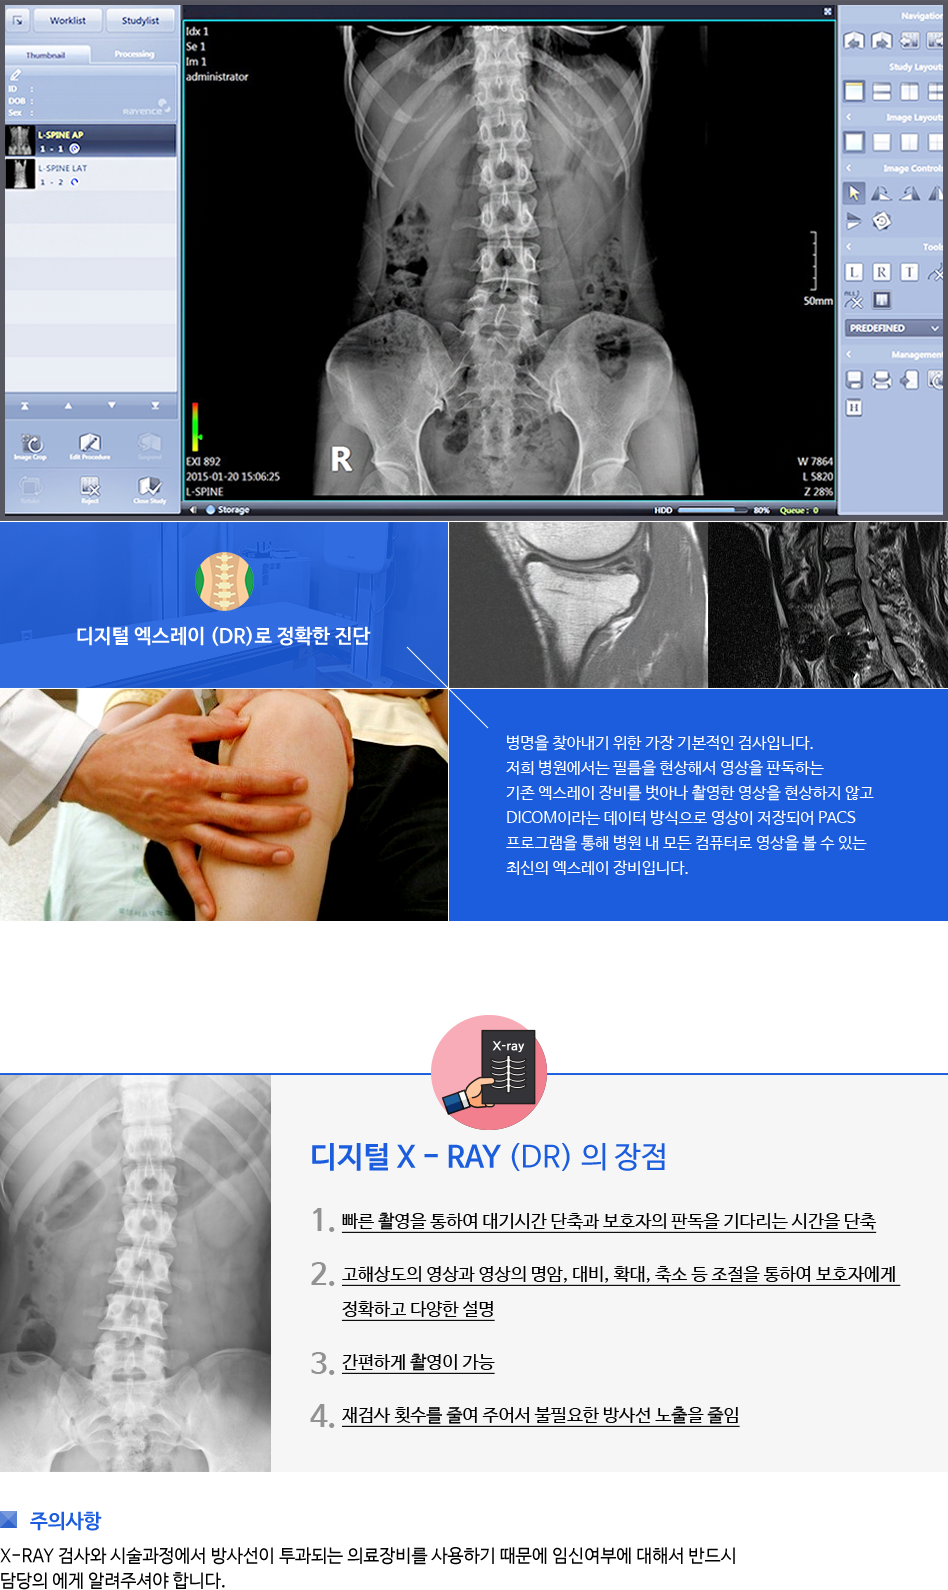 Worklist
Studylist
Thumbnail
Processing
ID :
DOB :
Sex :
rayence
L-SPINE AP
1 - 1
L-SPINE LAT
1 - 2
Image Crop
Edit Procedure
Suspend
Reject
Close Study
Idx 1
Se 1
Im 1
administrator
50mm
R
EXI 892
2015-01-20 15:06:25
L-SPINE
W 7864
L 5820
Z 28%
Storage
HDD
80%
Queue : 0
Navigation
Study Layout
Image Layout
Image Control
Tools
L
R
T
PREDEFINED
Management
H
디지털 엑스레이 (DR)로 정확한 진단
병명을 찾아내기 위한 가장 기본적인 검사입니다.
저희 병원에서는 필름을 현상해서 영상을 판독하는
기존 엑스레이 장비를 벗아나 촬영한 영상을 현상하지 않고
DICOM이라는 데이터 방식으로 영상이 저장되어 PACS
프로그램을 통해 병원 내 모든 컴퓨터로 영상을 볼 수 있는
최신의 엑스레이 장비입니다.
X-ray
디지털 X - RAY (DR) 의 장점
1. 빠른 촬영을 통하여 대기시간 단축과 보호자의 판독을 기다리는 시간을 단축
2. 고해상도의 영상과 영상의 명암, 대비, 확대, 축소 등 조절을 통하여 보호자에게
정확하고 다양한 설명
3. 간편하게 촬영이 가능
4. 재검사 횟수를 줄여 주어서 불필요한 방사선 노출을 줄임
주의사항
X-RAY 검사와 시술과정에서 방사선이 투과되는 의료장비를 사용하기 때문에 임신여부에 대해서 반드시
담당의 에게 알려주셔야 합니다.